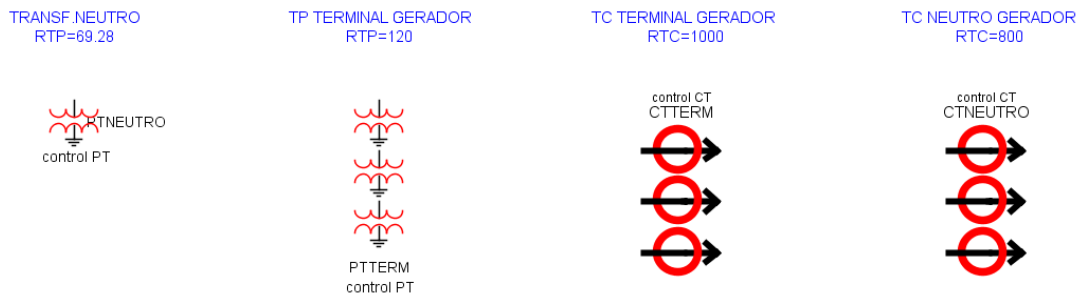 TRANSF.NEUTRO
RTP=69.28
PTNEUTRO
control PT
TP TERMINAL GERADOR
RTP=120
PTTERM
control PT
TC TERMINAL GERADOR
RTC=1000
control CT
CTTERM
TC NEUTRO GERADOR
RTC=800
control CT
CTNEUTRO